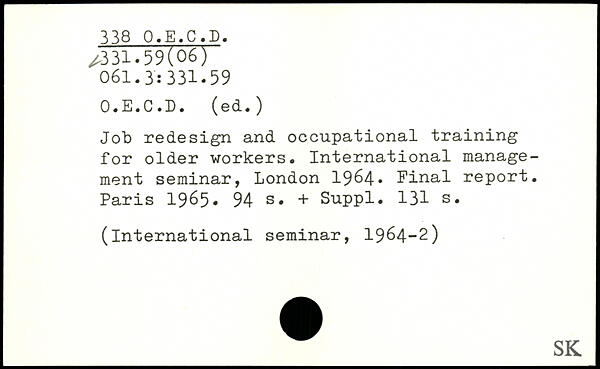 338 O.E.C.D.
331.59(06)
061.3:331.59
O.E.C.D. (ed.)
Job redesign and occupational training
for older workers. International manage-
ment seminar, London 1964. Final report.
Paris 1965. 94 s. + Suppl. 131 s.
(International seminar, 1964-2)
SK